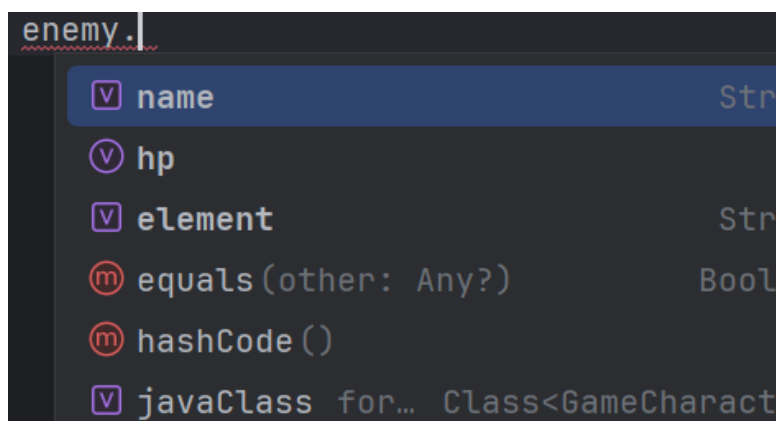 enemy.
name Str
hp
element Str
equals(other: Any?) Bool
hashCode()
javaClass for… Class<GameCharact